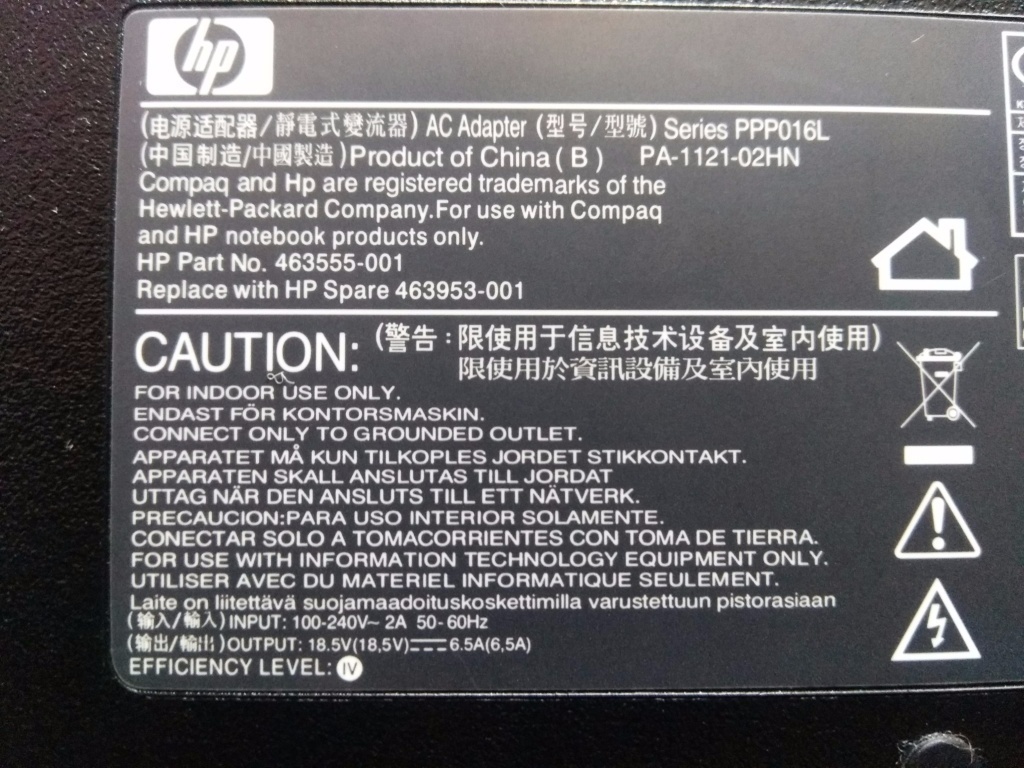 hp
(电源适配器/靜電式變流器) AC Adapter (型号/型號) Series PPP016L
(中国制造/中國製造) Product of China ( B ) PA-1121-02HN
Compaq and Hp are registered trademarks of the
Hewlett-Packard Company.For use with Compaq
and HP notebook products only.
HP Part No. 463555-001
Replace with HP Spare 463953-001
CAUTION: (警告:限使用于信息技术设备及室内使用)
限使用於資訊設備及室內使用
FOR INDOOR USE ONLY.
ENDAST FÖR KONTORSMASKIN.
CONNECT ONLY TO GROUNDED OUTLET.
APPARATET MÅ KUN TILKOPLES JORDET STIKKONTAKT.
APPARATEN SKALL ANSLUTAS TILL JORDAT
UTTAG NÄR DEN ANSLUTS TILL ETT NÄTVERK.
PRECAUCION:PARA USO INTERIOR SOLAMENTE.
CONECTAR SOLO A TOMACORRIENTES CON TOMA DE TIERRA.
FOR USE WITH INFORMATION TECHNOLOGY EQUIPMENT ONLY.
UTILISER AVEC DU MATERIEL INFORMATIQUE SEULEMENT.
Laite on liitettävä suojamaadoituskoskettimilla varustettuun pistorasiaan
(输入/輸入) INPUT: 100-240V~ 2A 50-60Hz
(输出/輸出) OUTPUT: 18.5V(18,5V)⎓6.5A(6,5A)
EFFICIENCY LEVEL: IV